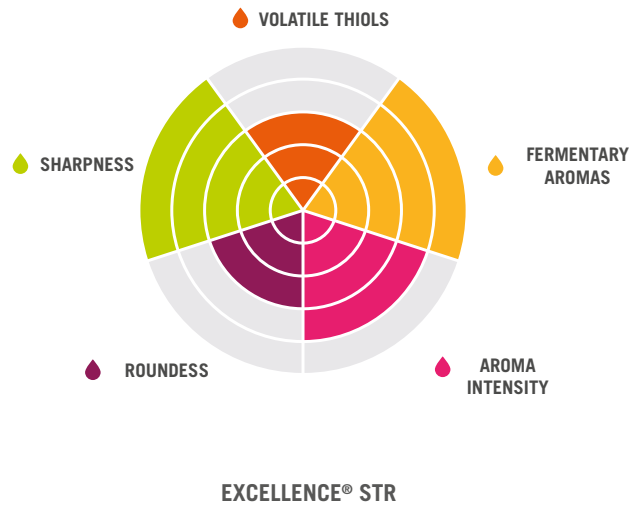 VOLATILE THIOLS
SHARPNESS
FERMENTARY
AROMAS
ROUNDESS
AROMA
INTENSITY
EXCELLENCE® STR